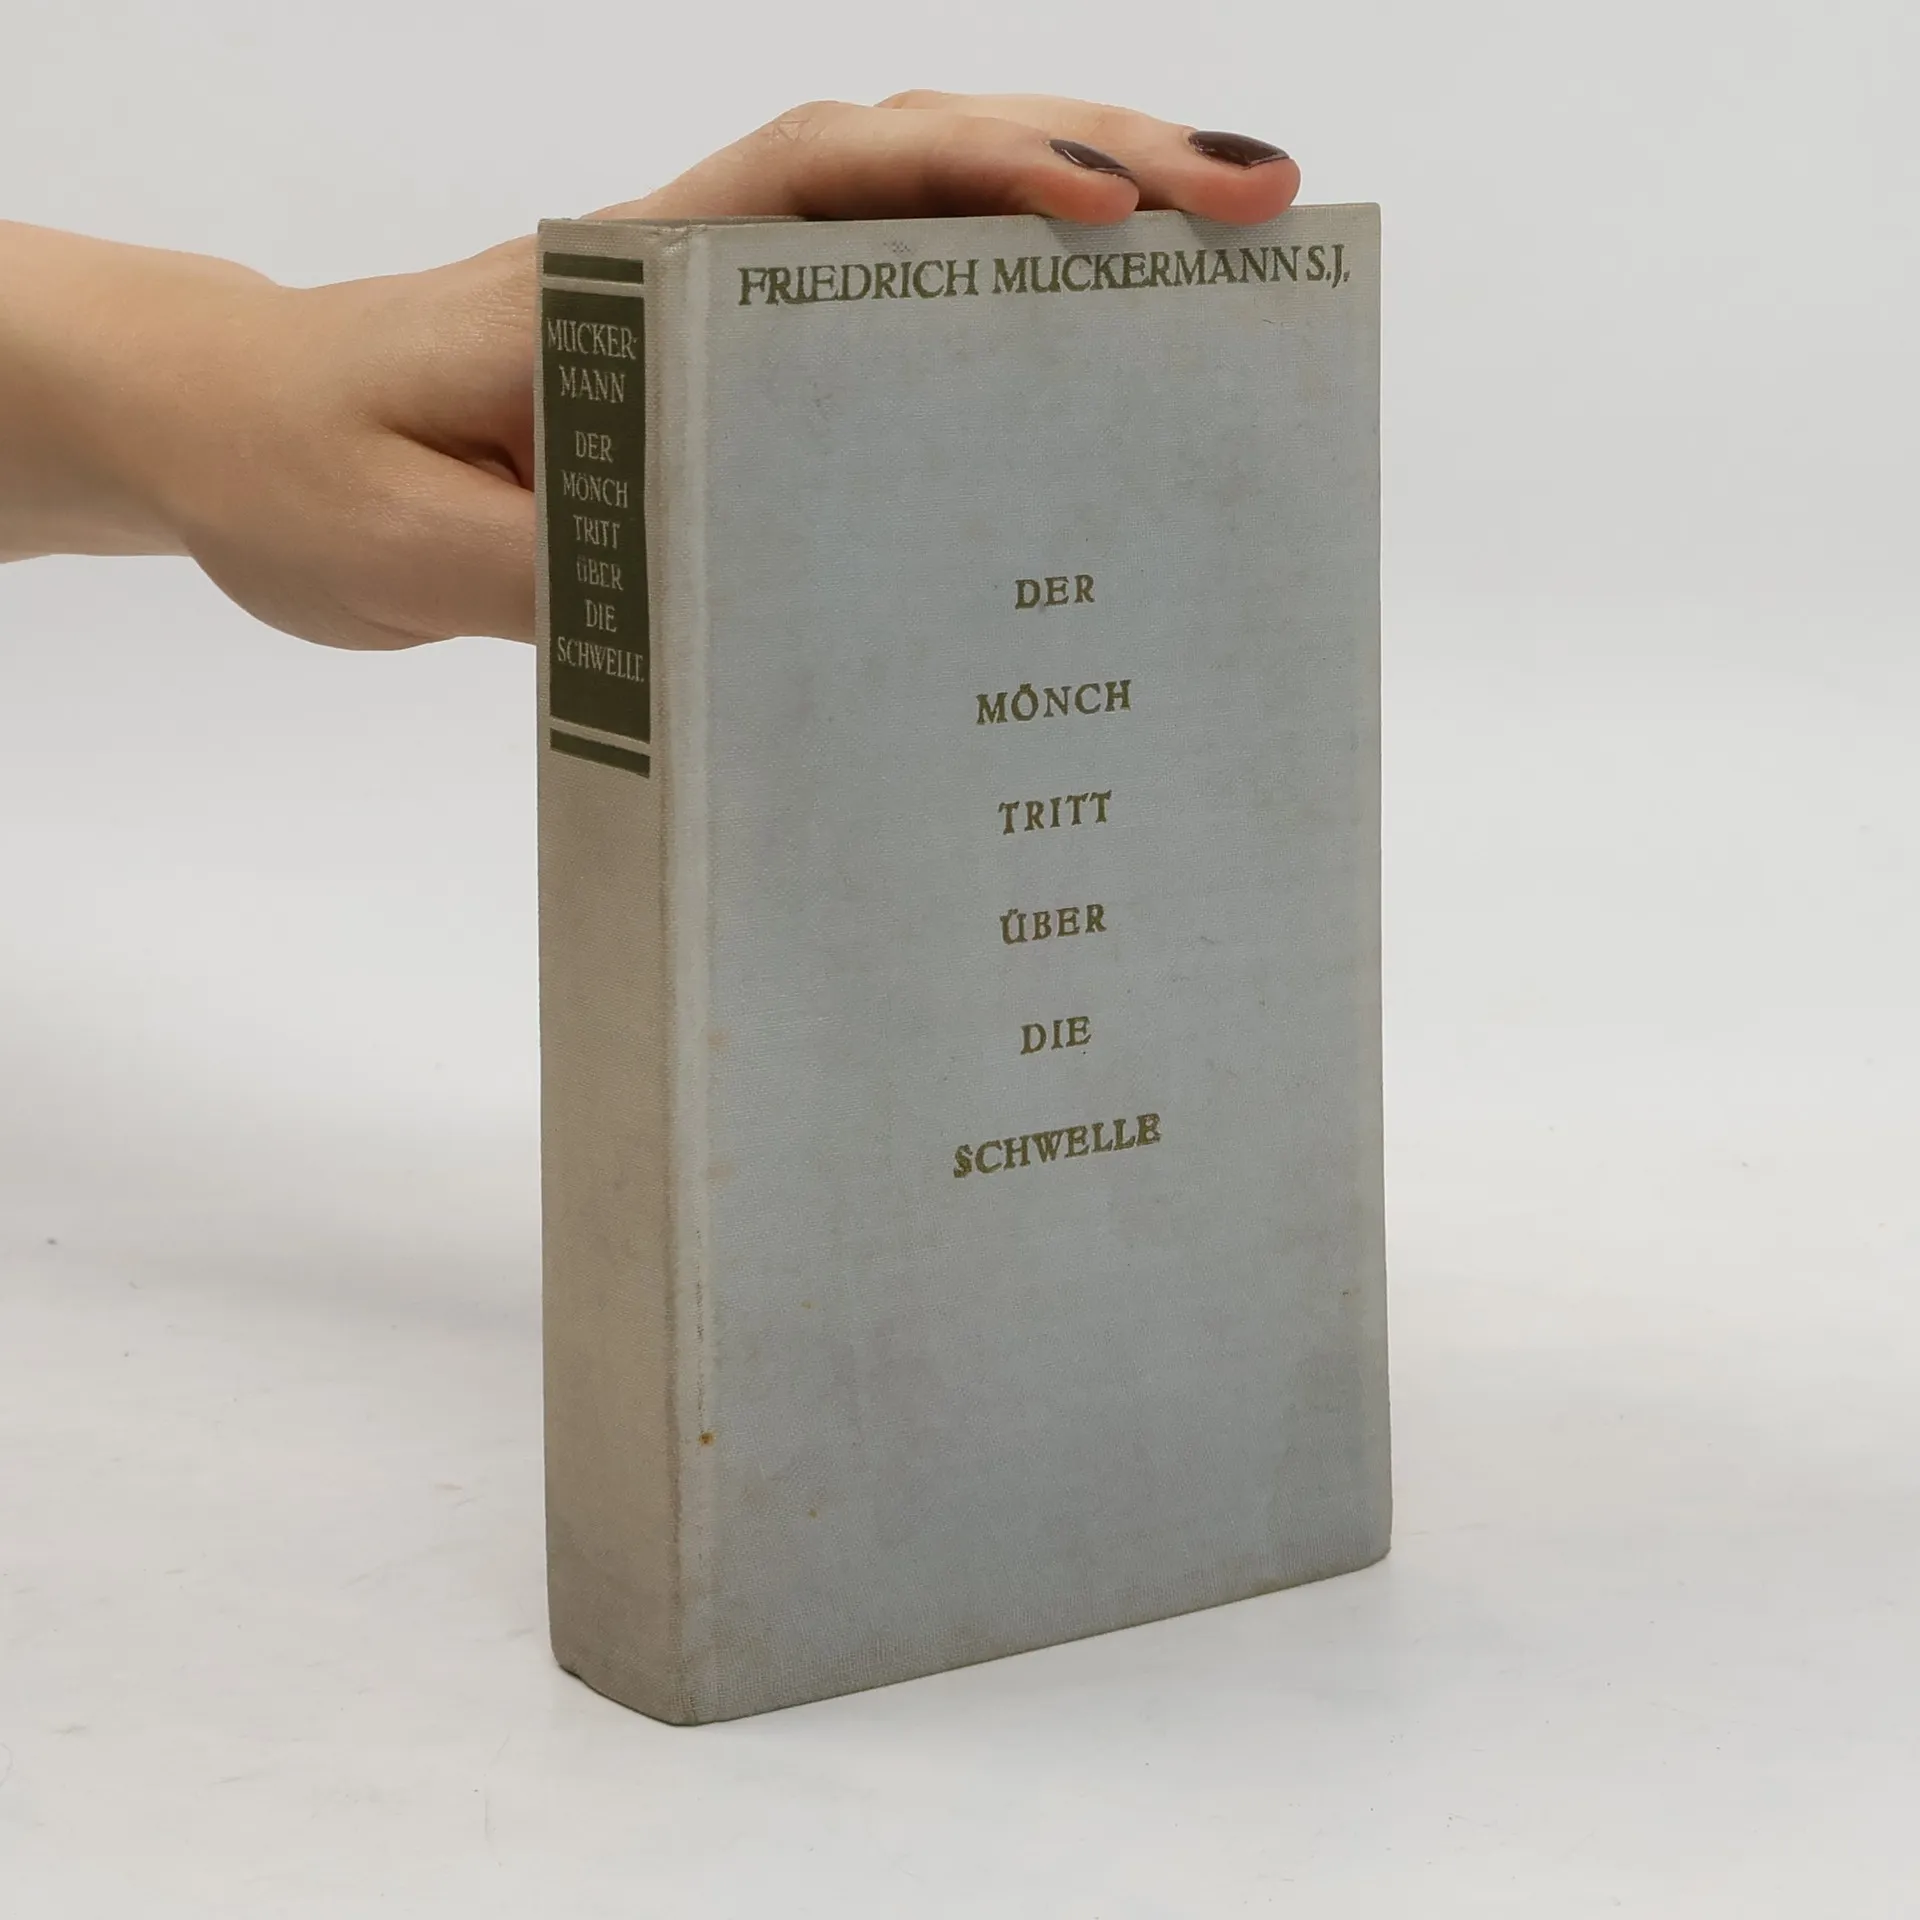 FRIEDRICH MUCKERMANN S.J.
DER
MÖNCH
TRITT
ÜBER
DIE
SCHWELLE
MUCKER-
MANN
DER
MÖNCH
TRITT
ÜBER
DIE
SCHWELLE